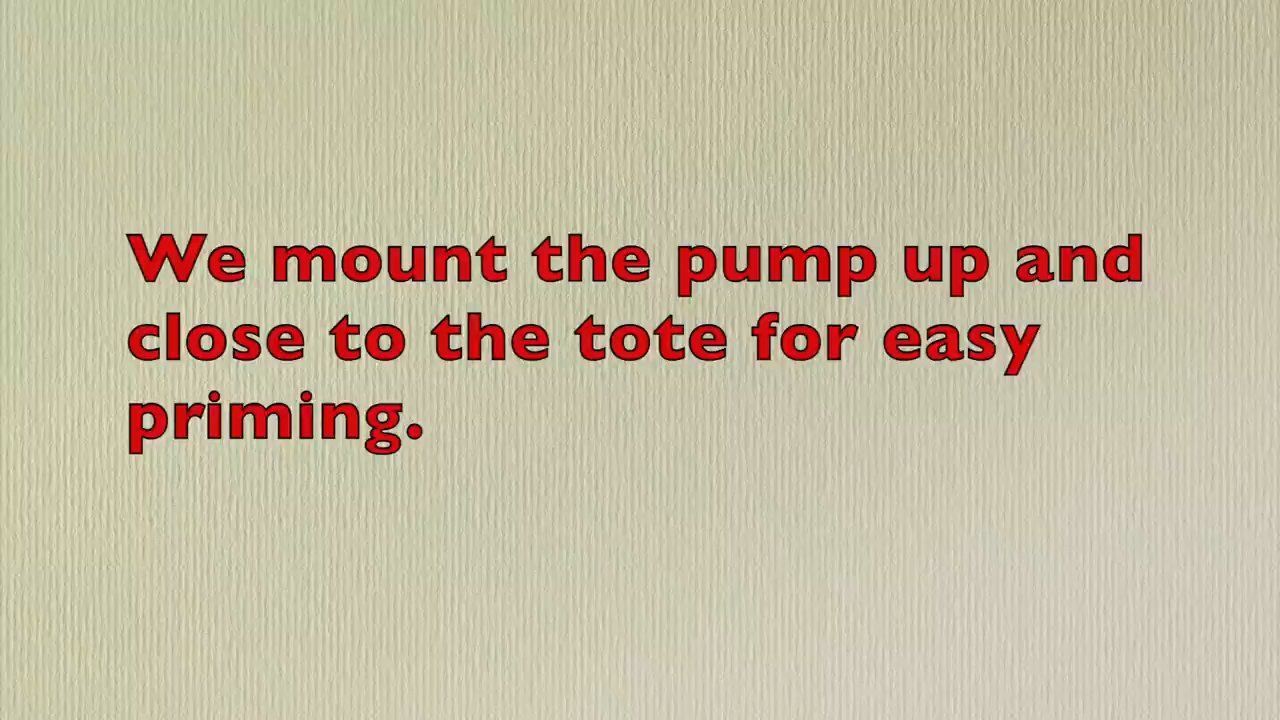 We mount the pump up and
close to the tote for easy
priming.